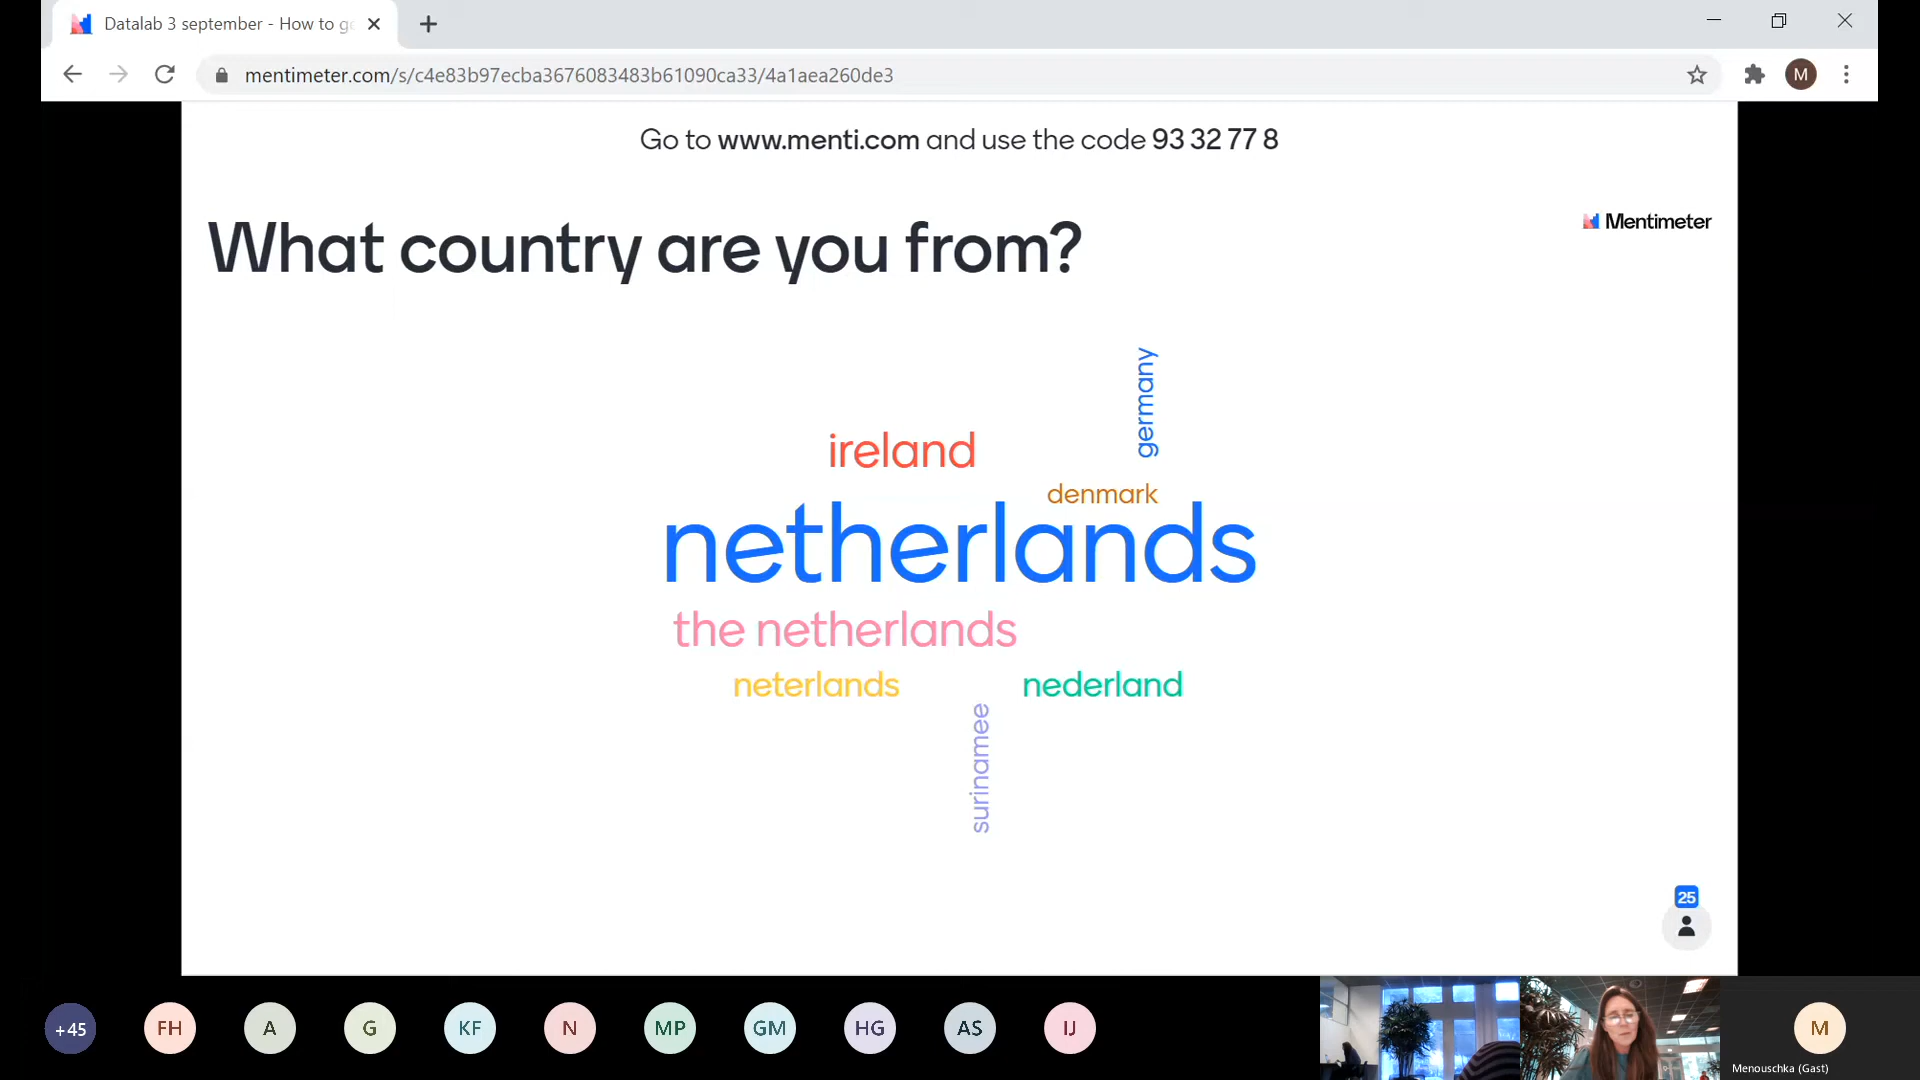 Datalab 3 september - How to ge
mentimeter.com/s/c4e83b97ecba3676083483b61090ca33/4a1aea260de3
M
Go to www.menti.com and use the code 93 32 77 8
What country are you from?
Mentimeter
germany
ireland
denmark
netherlands
the netherlands
neterlands
nederland
surinamee
25
+45
FH
A
G
KF
N
MP
GM
HG
AS
IJ
M
Menouschka (Gast)